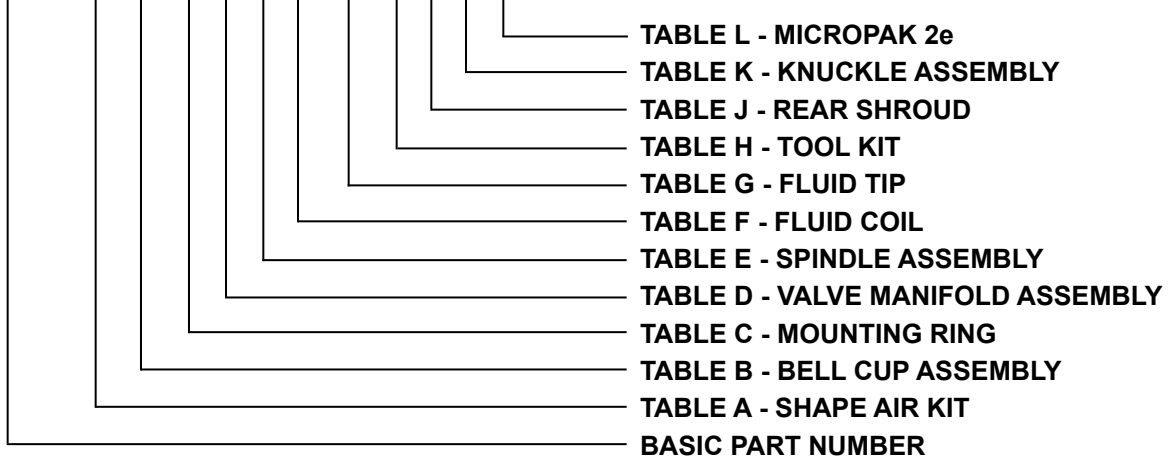 TABLE L - MICROPAK 2e
TABLE K - KNUCKLE ASSEMBLY
TABLE J - REAR SHROUD
TABLE H - TOOL KIT
TABLE G - FLUID TIP
TABLE F - FLUID COIL
TABLE E - SPINDLE ASSEMBLY
TABLE D - VALVE MANIFOLD ASSEMBLY
TABLE C - MOUNTING RING
TABLE B - BELL CUP ASSEMBLY
TABLE A - SHAPE AIR KIT
BASIC PART NUMBER